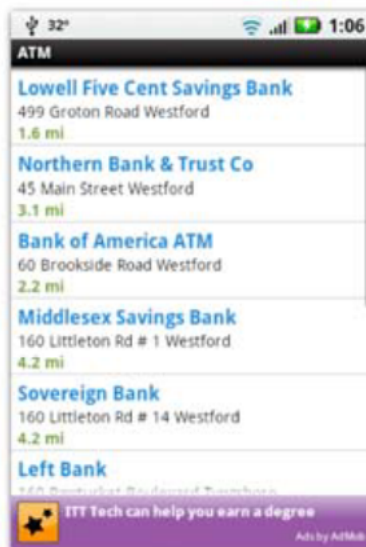 32°
1:06
ATM
Lowell Five Cent Savings Bank
499 Groton Road Westford
1.6 mi
Northern Bank & Trust Co
45 Main Street Westford
3.1 mi
Bank of America ATM
60 Brookside Road Westford
2.2 mi
Middlesex Savings Bank
160 Littleton Rd # 1 Westford
4.2 mi
Sovereign Bank
160 Littleton Rd # 14 Westford
4.2 mi
Left Bank
160
ITT Tech can help you earn a degree
Ads by AdMob